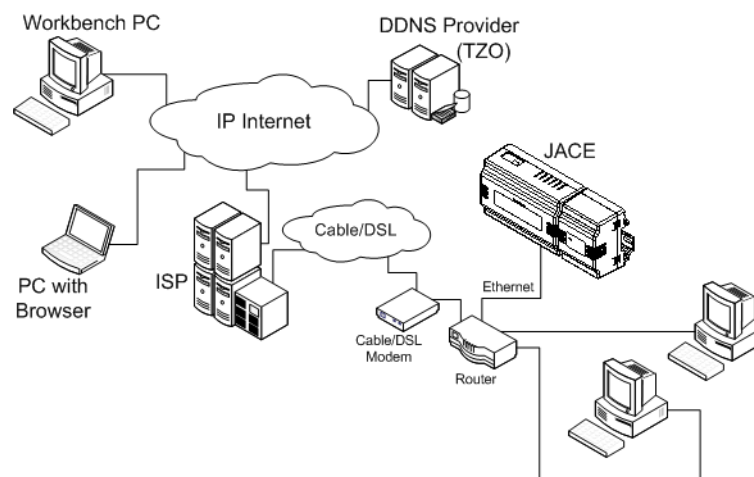 Workbench PC
DDNS Provider
(TZO)
IP Internet
JACE
Cable/DSL
PC with
Browser
ISP
Ethernet
Cable/DSL
Modem
Router